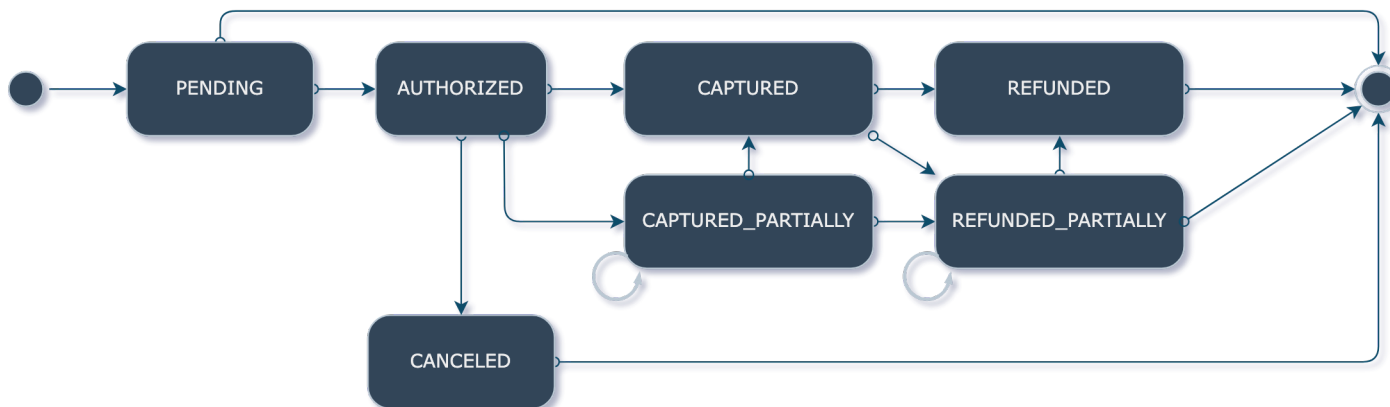 PENDING
AUTHORIZED
CAPTURED
REFUNDED
CAPTURED_PARTIALLY
REFUNDED_PARTIALLY
CANCELED